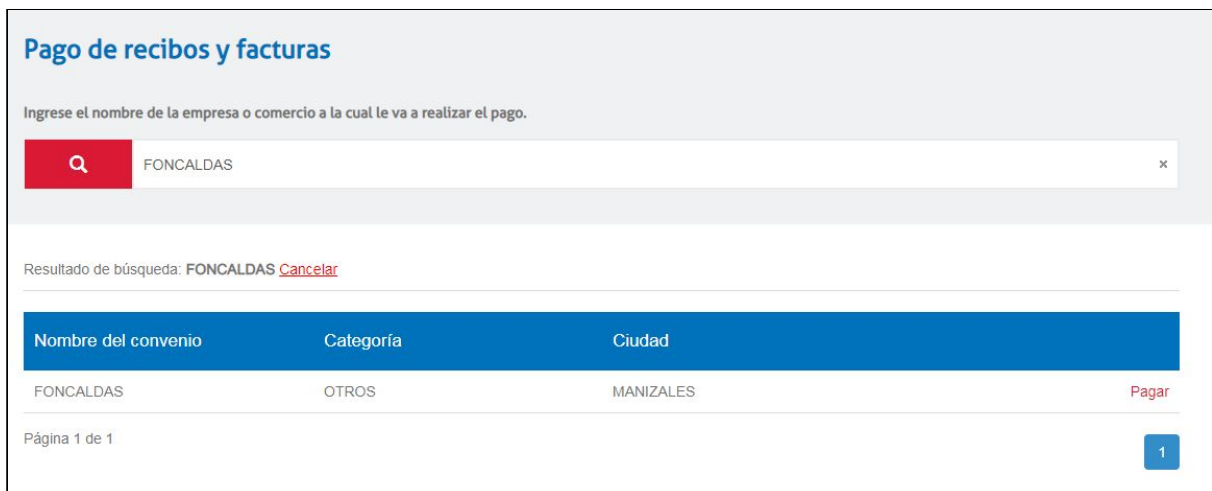 Pago de recibos y facturas
Ingrese el nombre de la empresa o comercio a la cual le va a realizar el pago.
FONCALDAS ×
Resultado de búsqueda: FONCALDAS Cancelar
Nombre del convenio Categoría Ciudad
FONCALDAS OTROS MANIZALES Pagar
Página 1 de 1
1